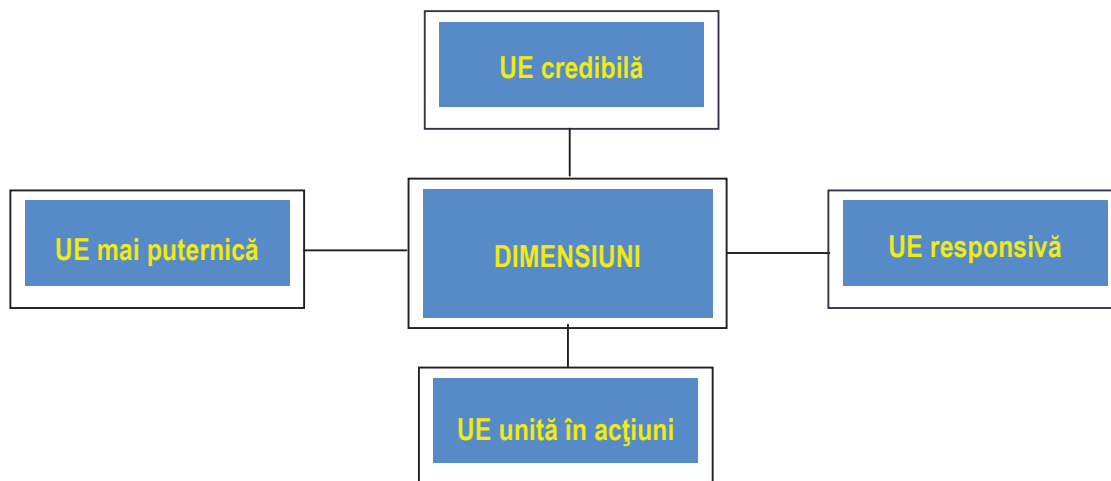 UE credibilă
UE mai puternică
DIMENSIUNI
UE responsivă
UE unită în acţiuni